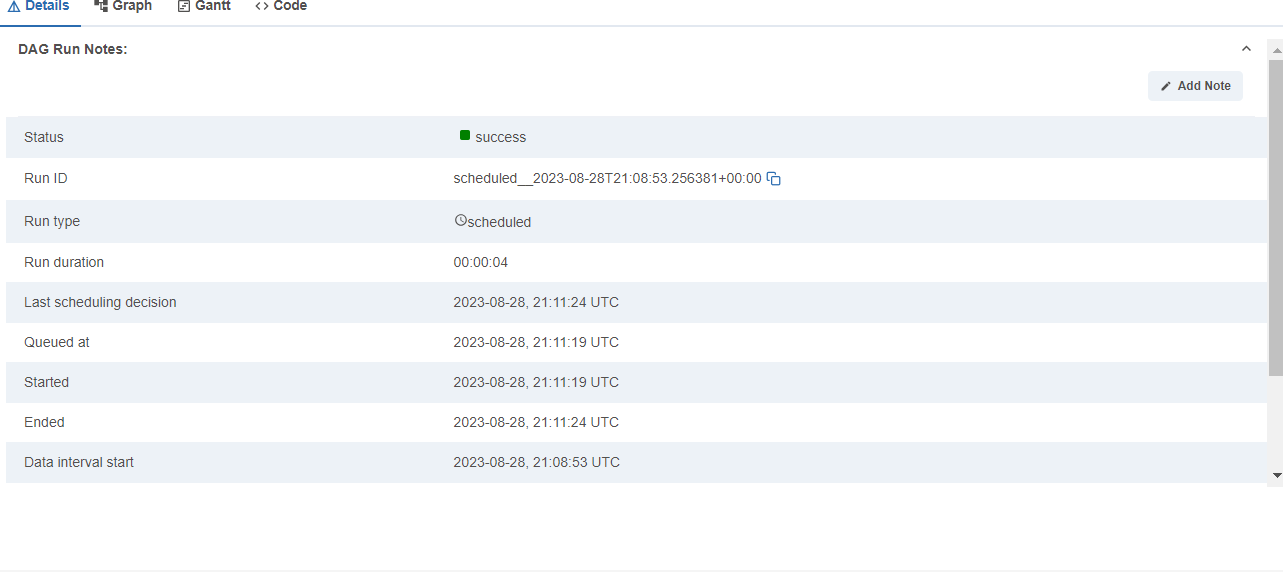 Details Graph Gantt <> Code
DAG Run Notes:
Add Note
Status success
Run ID scheduled__2023-08-28T21:08:53.256381+00:00
Run type scheduled
Run duration 00:00:04
Last scheduling decision 2023-08-28, 21:11:24 UTC
Queued at 2023-08-28, 21:11:19 UTC
Started 2023-08-28, 21:11:19 UTC
Ended 2023-08-28, 21:11:24 UTC
Data interval start 2023-08-28, 21:08:53 UTC